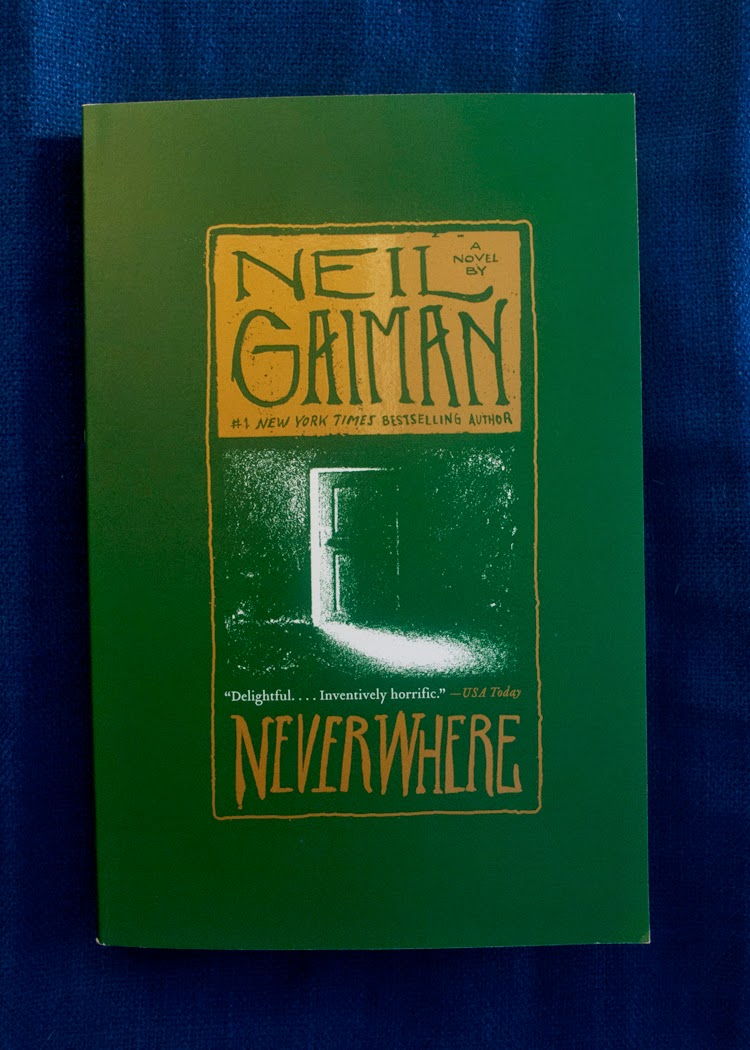 A
NOVEL
BY
NEIL
GAIMAN
#1 NEW YORK TIMES BESTSELLING AUTHOR
“Delightful. . . . Inventively horrific.” —USA Today
NEVERWHERE